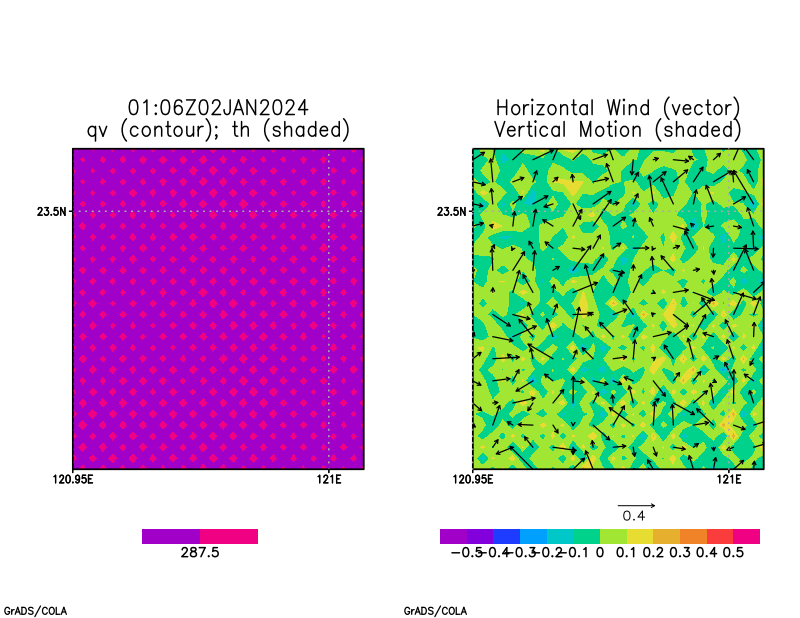 01:06Z02JAN2024
qv (contour); th (shaded)
23.5N
120.95E
121E
287.5
GrADS/COLA
Horizontal Wind (vector)
Vertical Motion (shaded)
23.5N
120.95E
121E
0.4
-0.5 -0.4 -0.3 -0.2 -0.1 0 0.1 0.2 0.3 0.4 0.5
GrADS/COLA